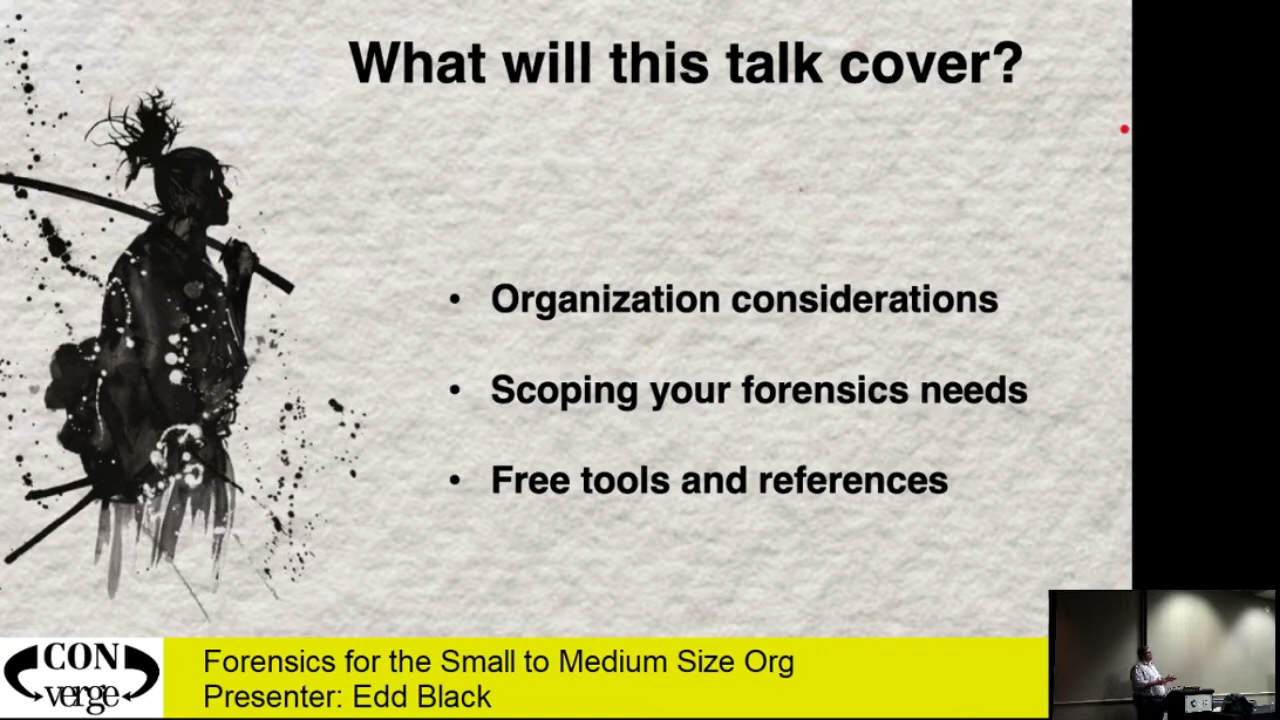 What will this talk cover?
• Organization considerations
• Scoping your forensics needs
• Free tools and references
CON
verge
Forensics for the Small to Medium Size Org
Presenter: Edd Black